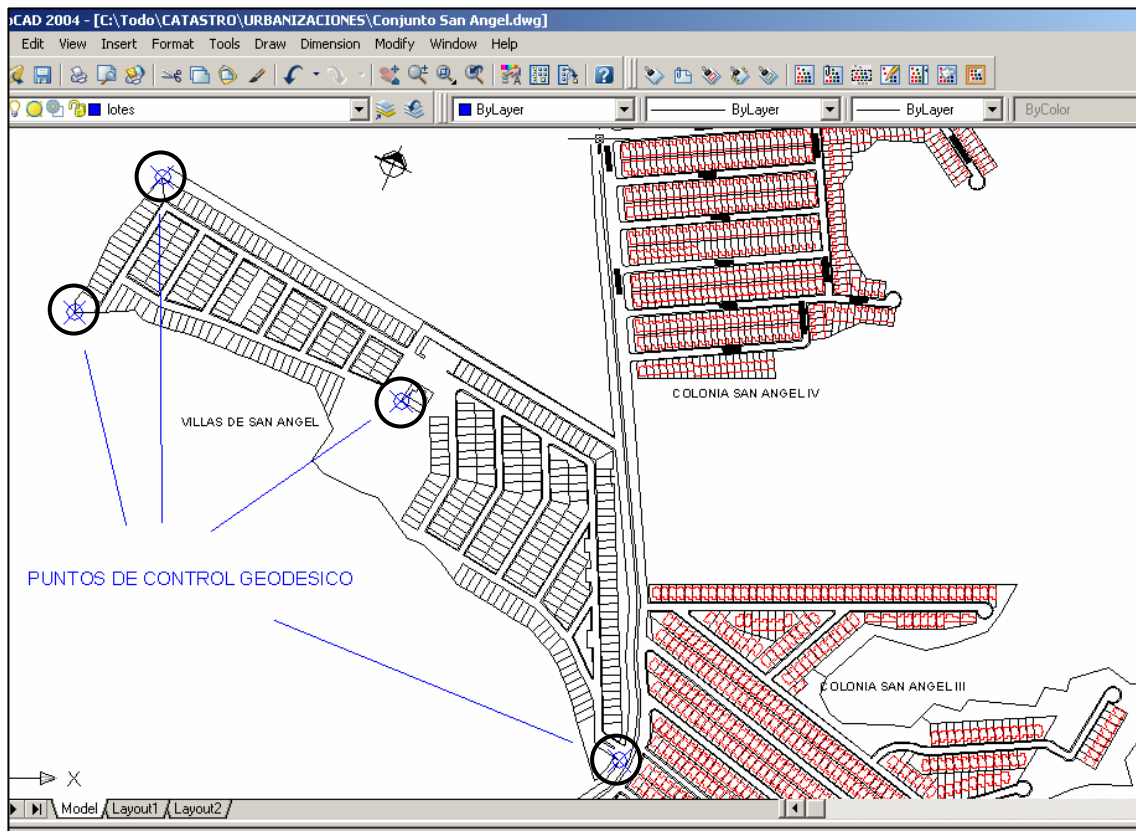 oCAD 2004 - [C:\Todo\CATASTRO\URBANIZACIONES\Conjunto San Angel.dwg]
Edit View Insert Format Tools Draw Dimension Modify Window Help
lotes ByLayer ByLayer ByLayer ByColor
COLONIA SAN ANGEL IV
VILLAS DE SAN ANGEL
PUNTOS DE CONTROL GEODESICO
COLONIA SAN ANGEL III
X
Model Layout1 Layout2